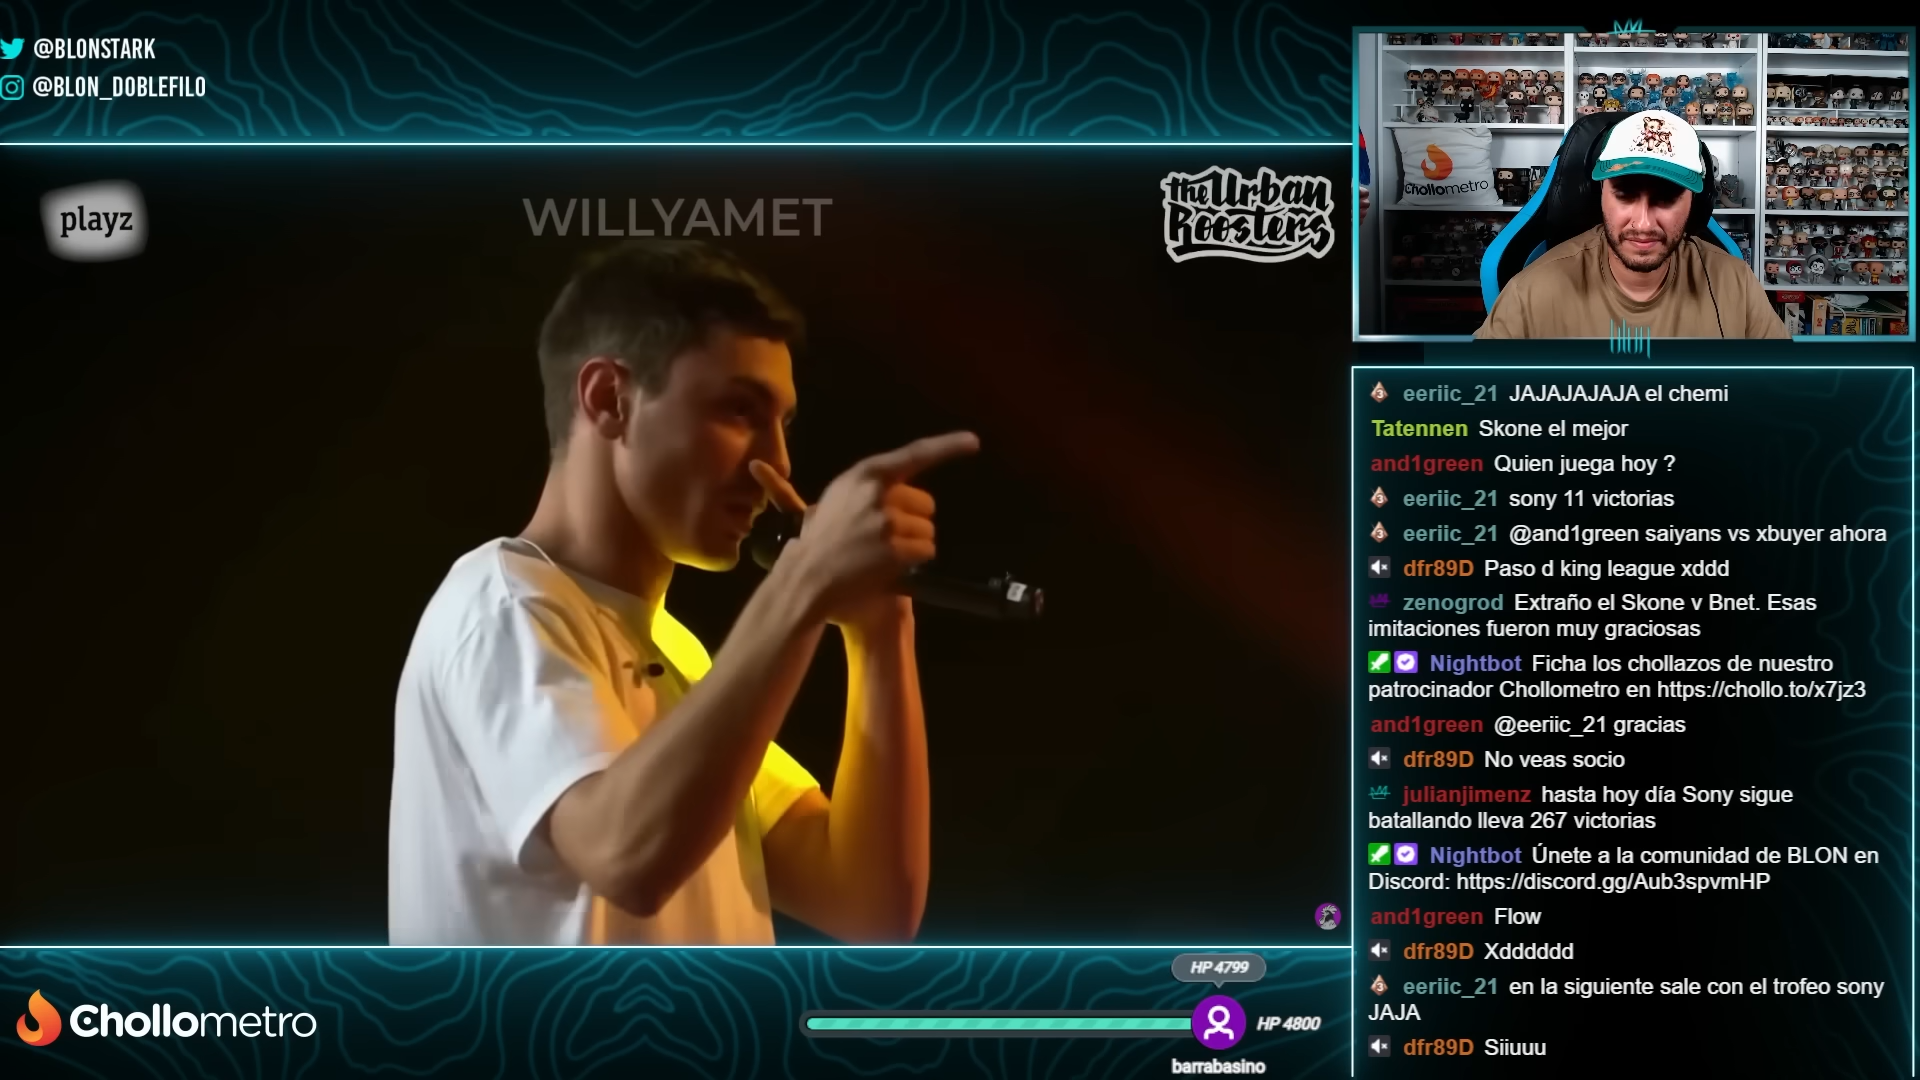 @BLONSTARK
@BLON_DOBLEFILO
playz
WILLYAMET
the Urban
Roosters
chollometro
eeriic_21 JAJAJAJAJA el chemi
Tatennen Skone el mejor
and1green Quien juega hoy ?
eeriic_21 sony 11 victorias
eeriic_21 @and1green saiyans vs xbuyer ahora
dfr89D Paso d king league xddd
zenogrod Extraño el Skone v Bnet. Esas
imitaciones fueron muy graciosas
Nightbot Ficha los chollazos de nuestro
patrocinador Chollometro en https://chollo.to/x7jz3
and1green @eeriic_21 gracias
dfr89D No veas socio
julianjimenz hasta hoy día Sony sigue
batallando lleva 267 victorias
Nightbot Únete a la comunidad de BLON en
Discord: https://discord.gg/Aub3spvmHP
and1green Flow
dfr89D Xdddddd
eeriic_21 en la siguiente sale con el trofeo sony
JAJA
dfr89D Siiuuu
Chollometro
HP 4799
HP 4800
barrabasino